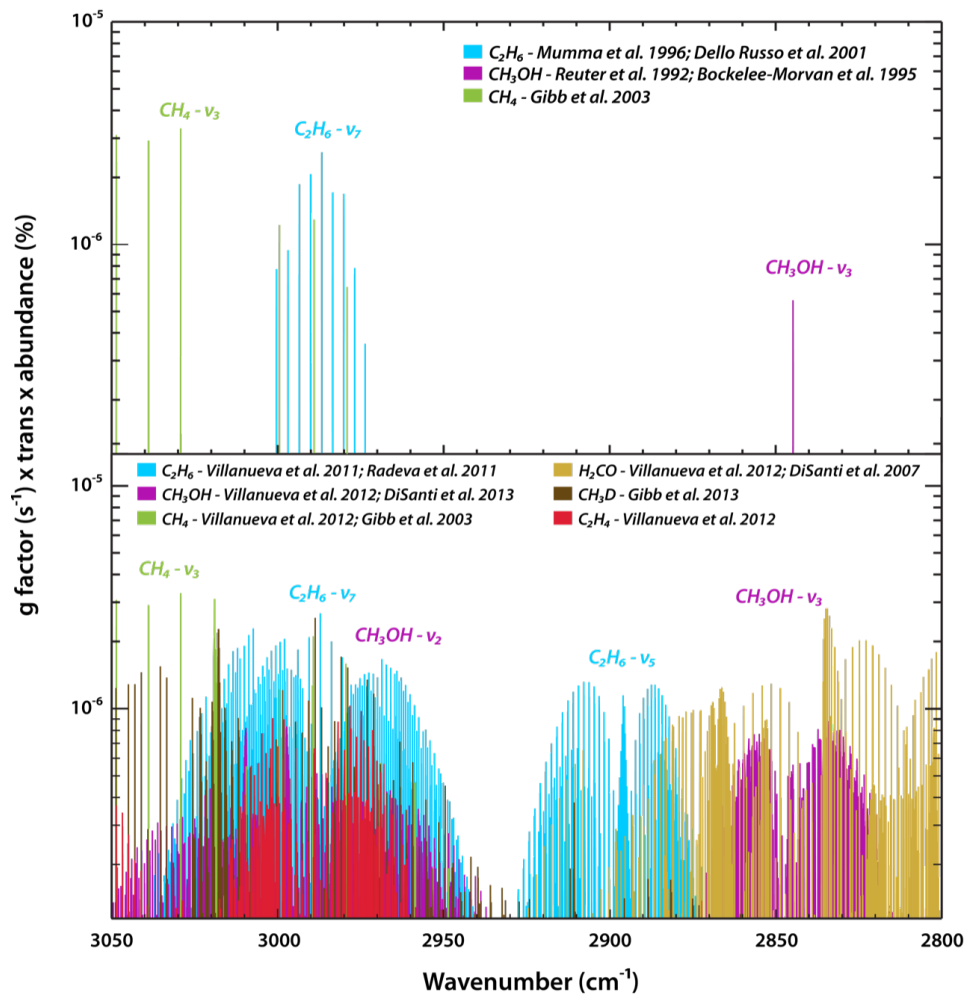 10⁻⁵
C₂H₆ - Mumma et al. 1996; Dello Russo et al. 2001
CH₃OH - Reuter et al. 1992; Bockelee-Morvan et al. 1995
CH₄ - Gibb et al. 2003
CH₄ - ν₃
C₂H₆ - ν₇
10⁻⁶
CH₃OH - ν₃
g factor (s⁻¹) x trans x abundance (%)
C₂H₆ - Villanueva et al. 2011; Radeva et al. 2011
H₂CO - Villanueva et al. 2012; DiSanti et al. 2007
10⁻⁵
CH₃OH - Villanueva et al. 2012; DiSanti et al. 2013
CH₃D - Gibb et al. 2013
CH₄ - Villanueva et al. 2012; Gibb et al. 2003
C₂H₄ - Villanueva et al. 2012
CH₄ - ν₃
C₂H₆ - ν₇
CH₃OH - ν₃
CH₃OH - ν₂
C₂H₆ - ν₅
10⁻⁶
3050 3000 2950 2900 2850 2800
Wavenumber (cm⁻¹)